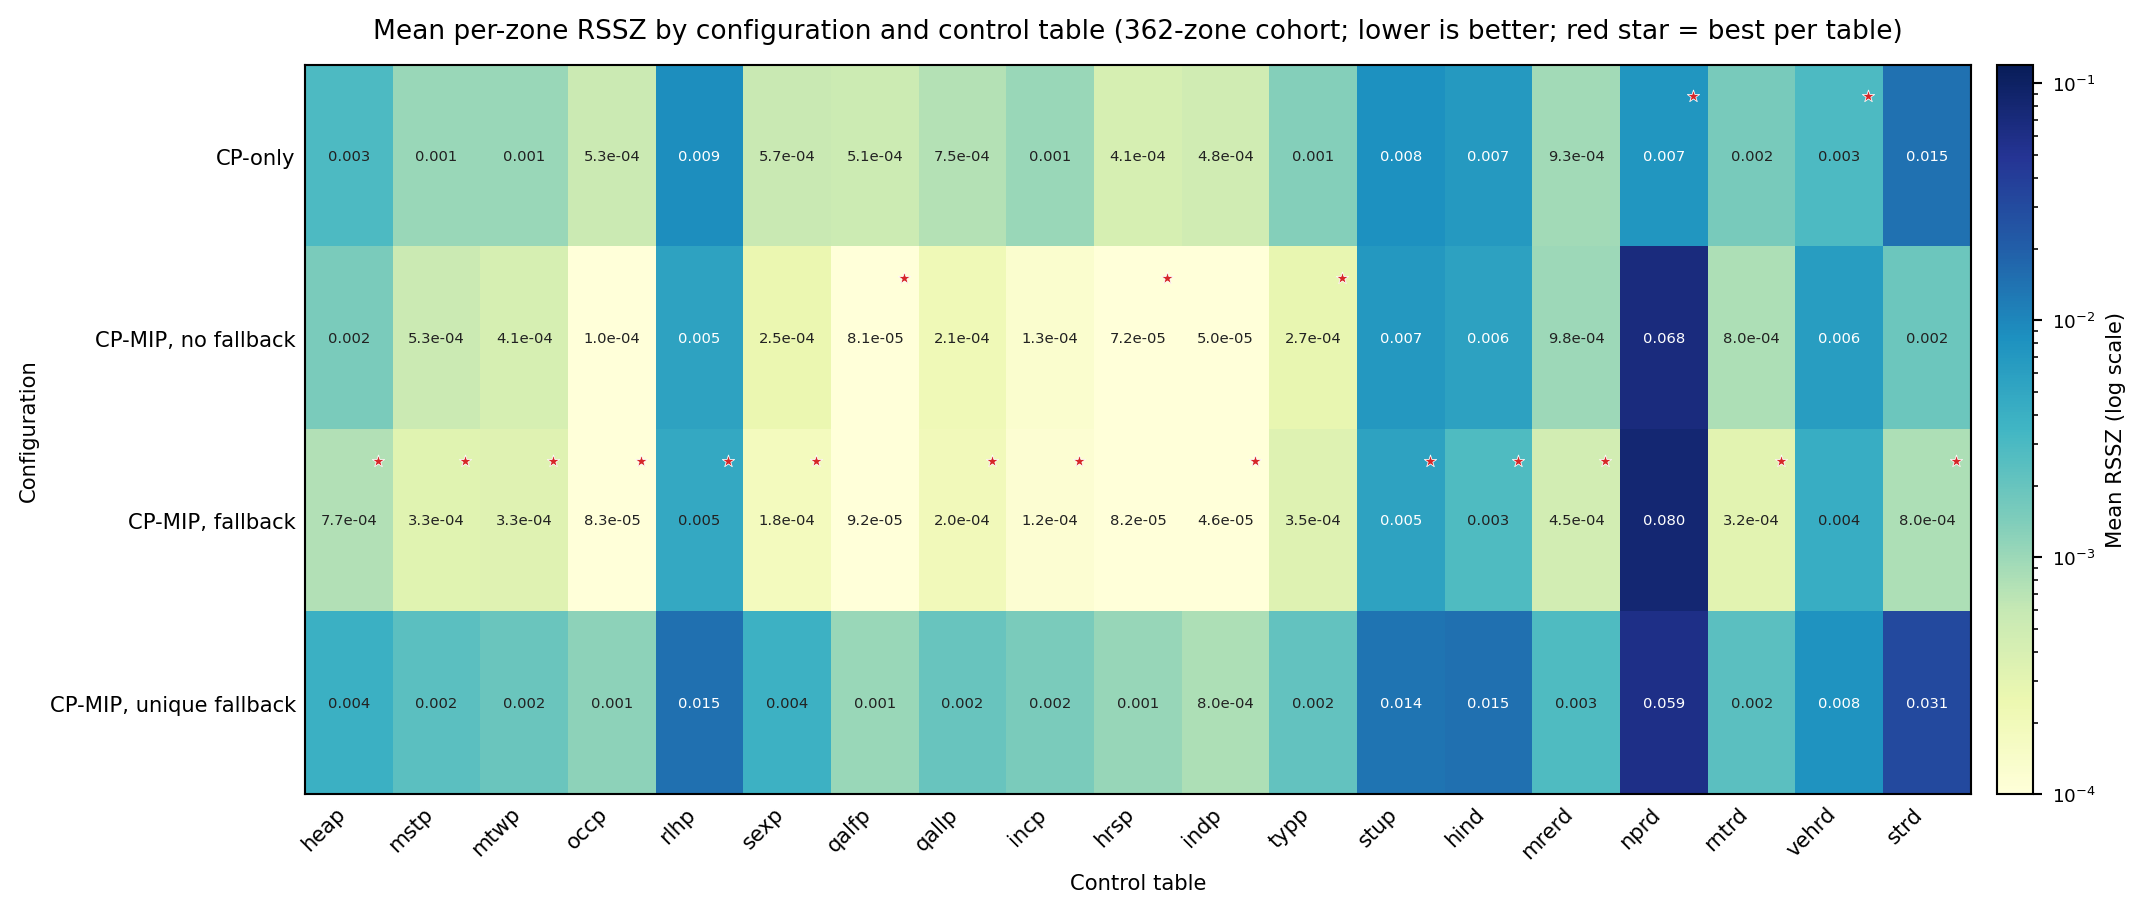 Mean per-zone RSSZ by configuration and control table (362-zone cohort; lower is better; red star = best per table)
Configuration
CP-only 0.003 0.001 0.001 5.3e-04 0.009 5.7e-04 5.1e-04 7.5e-04 0.001 4.1e-04 4.8e-04 0.001 0.008 0.007 9.3e-04 0.007 0.002 0.003 0.015
CP-MIP, no fallback 0.002 5.3e-04 4.1e-04 1.0e-04 0.005 2.5e-04 8.1e-05 2.1e-04 1.3e-04 7.2e-05 5.0e-05 2.7e-04 0.007 0.006 9.8e-04 0.068 8.0e-04 0.006 0.002
CP-MIP, fallback 7.7e-04 3.3e-04 3.3e-04 8.3e-05 0.005 1.8e-04 9.2e-05 2.0e-04 1.2e-04 8.2e-05 4.6e-05 3.5e-04 0.005 0.003 4.5e-04 0.080 3.2e-04 0.004 8.0e-04
CP-MIP, unique fallback 0.004 0.002 0.002 0.001 0.015 0.004 0.001 0.002 0.002 0.001 8.0e-04 0.002 0.014 0.015 0.003 0.059 0.002 0.008 0.031
heap mstp mtwp occp rlhp sexp qalfp qallp incp hrsp indp typp stup hind mrerd nprd rntrd vehrd strd
Control table
10⁻¹
10⁻²
10⁻³
10⁻⁴
Mean RSSZ (log scale)